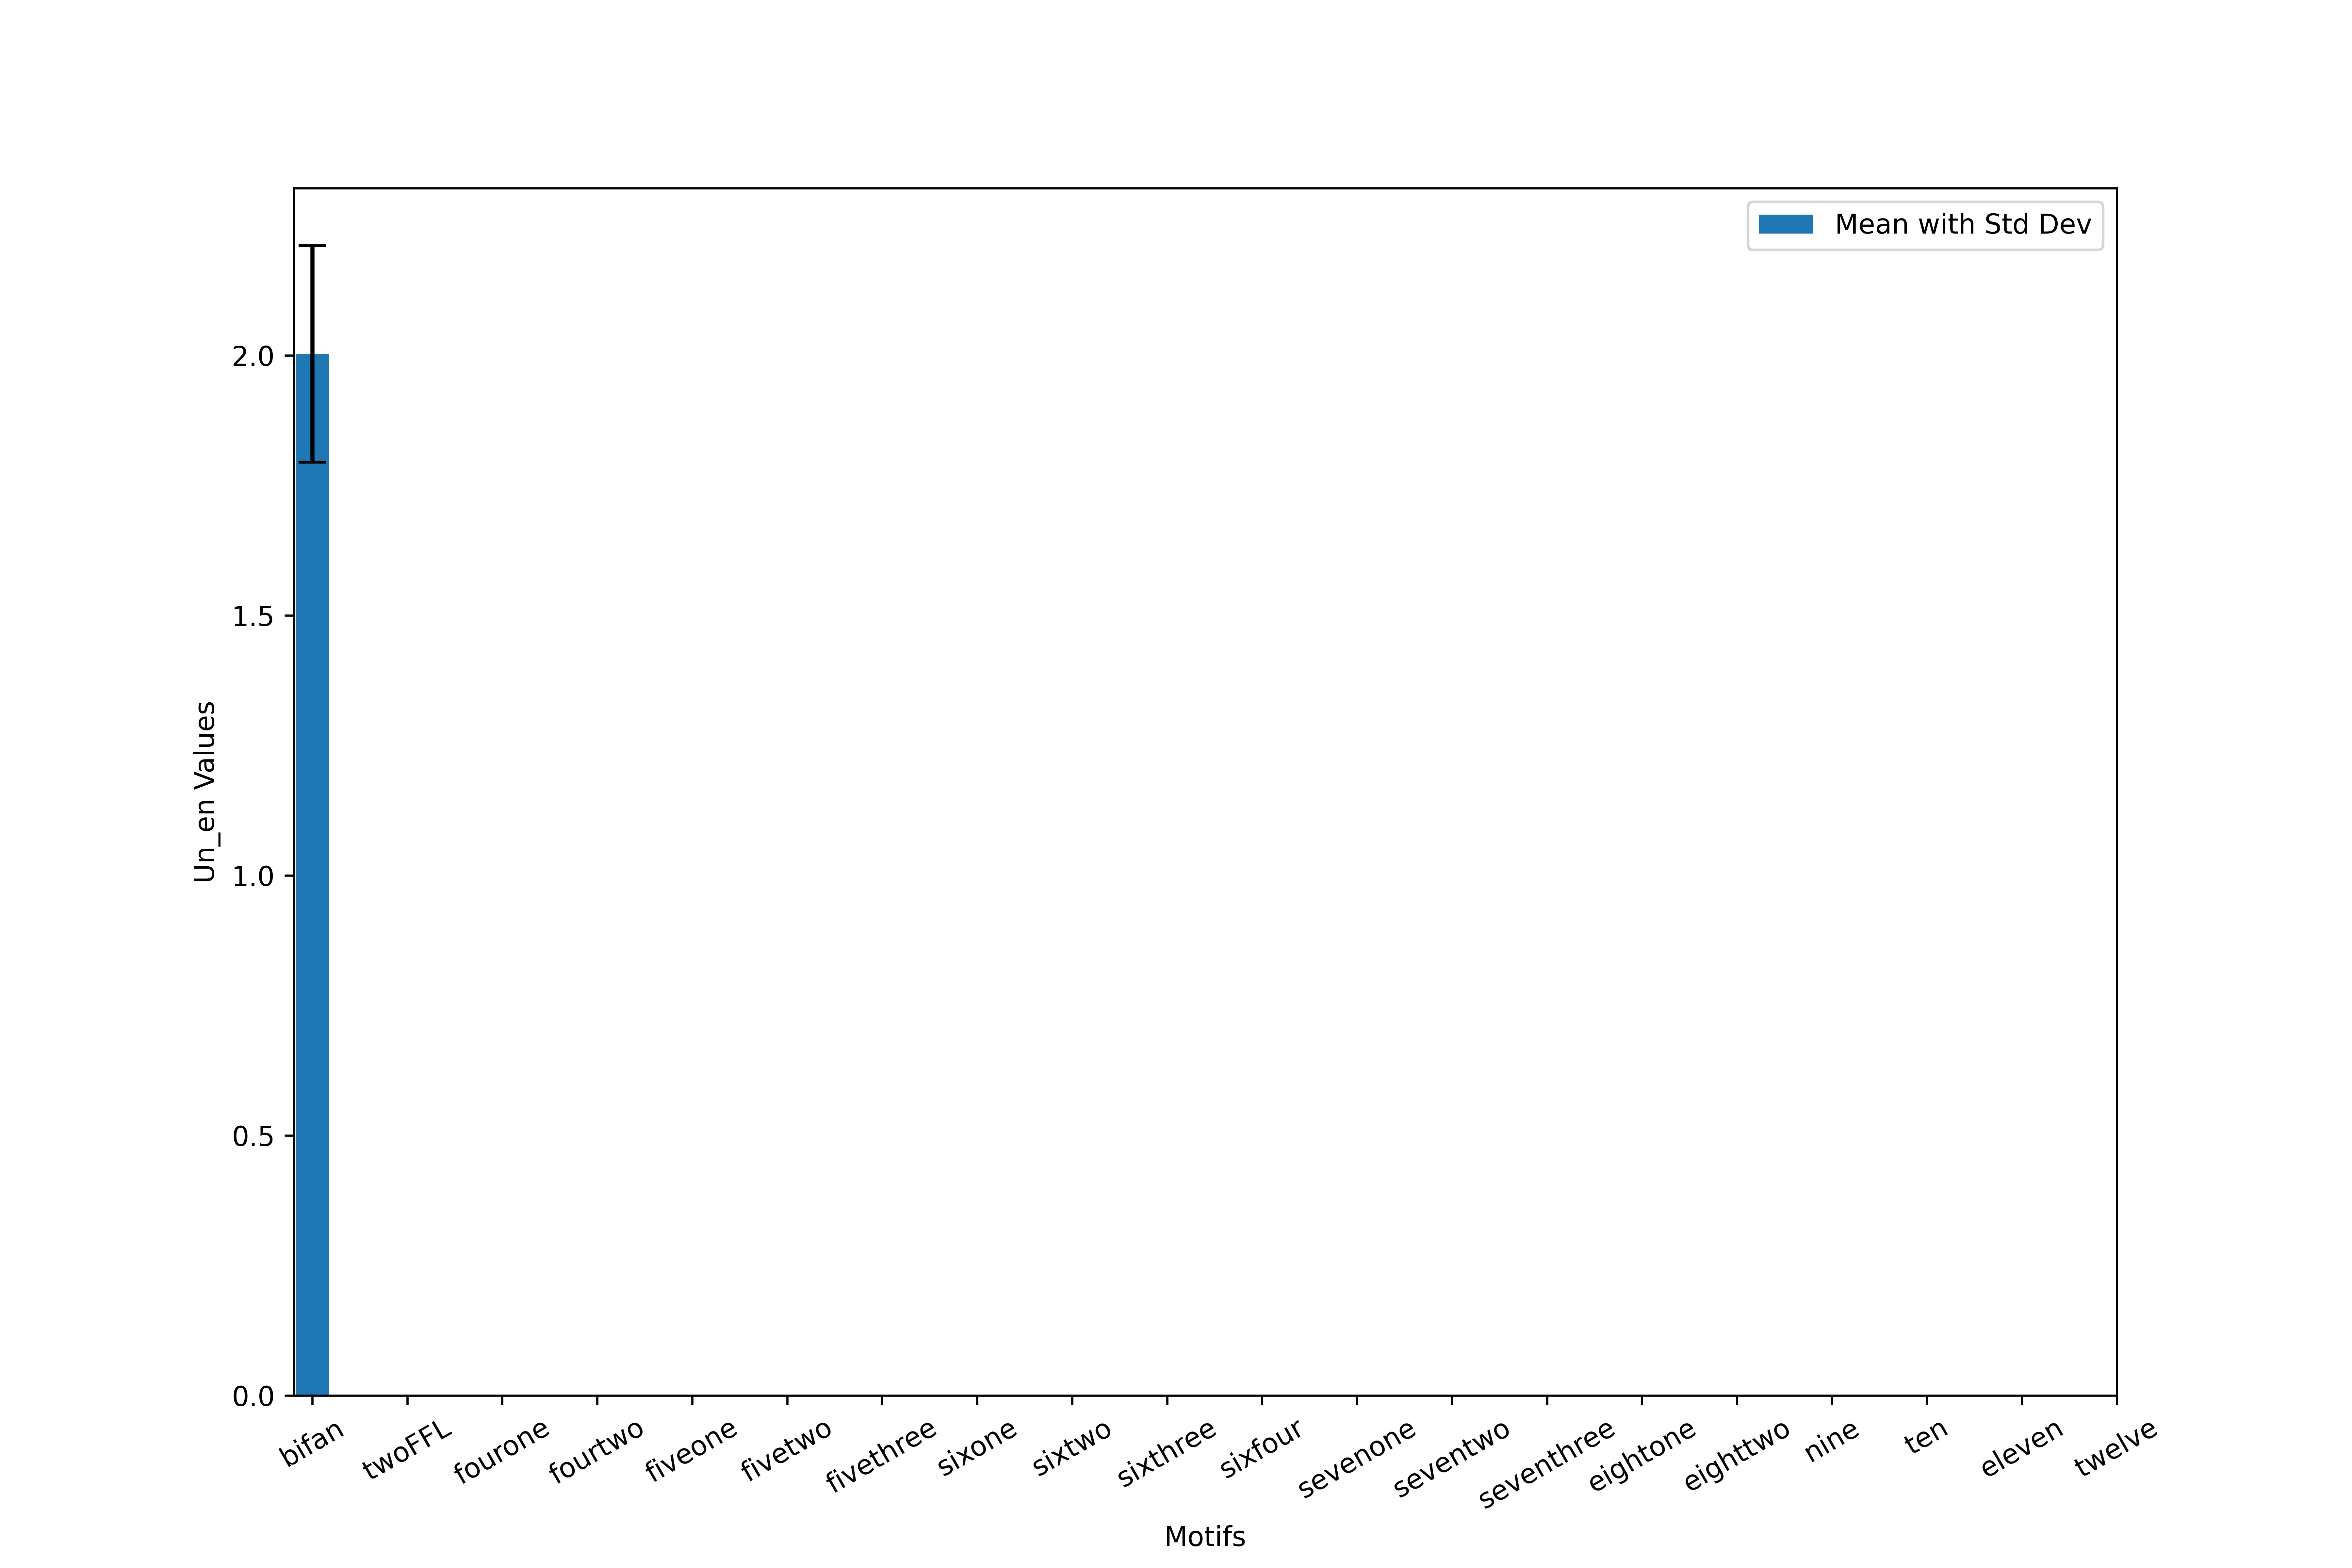 Mean with Std Dev
2.0
1.5
1.0
0.5
0.0
Un_en Values
bifan
twoFFL
fourone
fourtwo
fiveone
fivetwo
fivethree
sixone
sixtwo
sixthree
sixfour
sevenone
seventwo
seventhree
eightone
eighttwo
nine
ten
eleven
twelve
Motifs